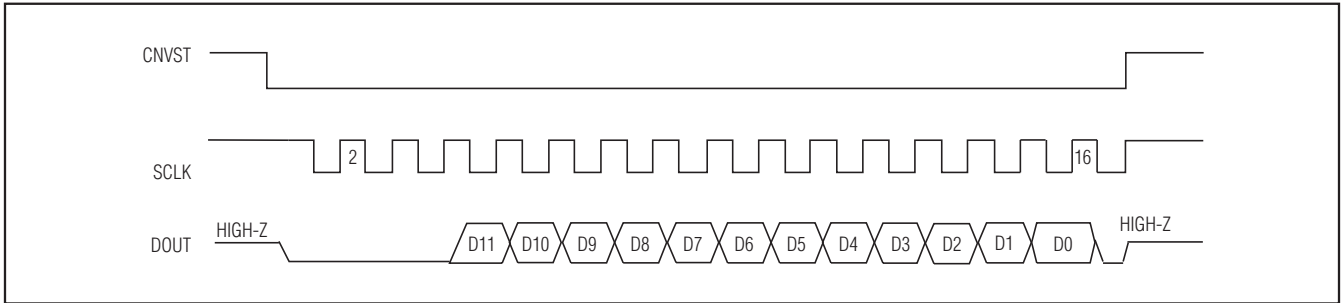 CNVST
SCLK
2
16
DOUT
HIGH-Z
D11 D10 D9 D8 D7 D6 D5 D4 D3 D2 D1 D0
HIGH-Z